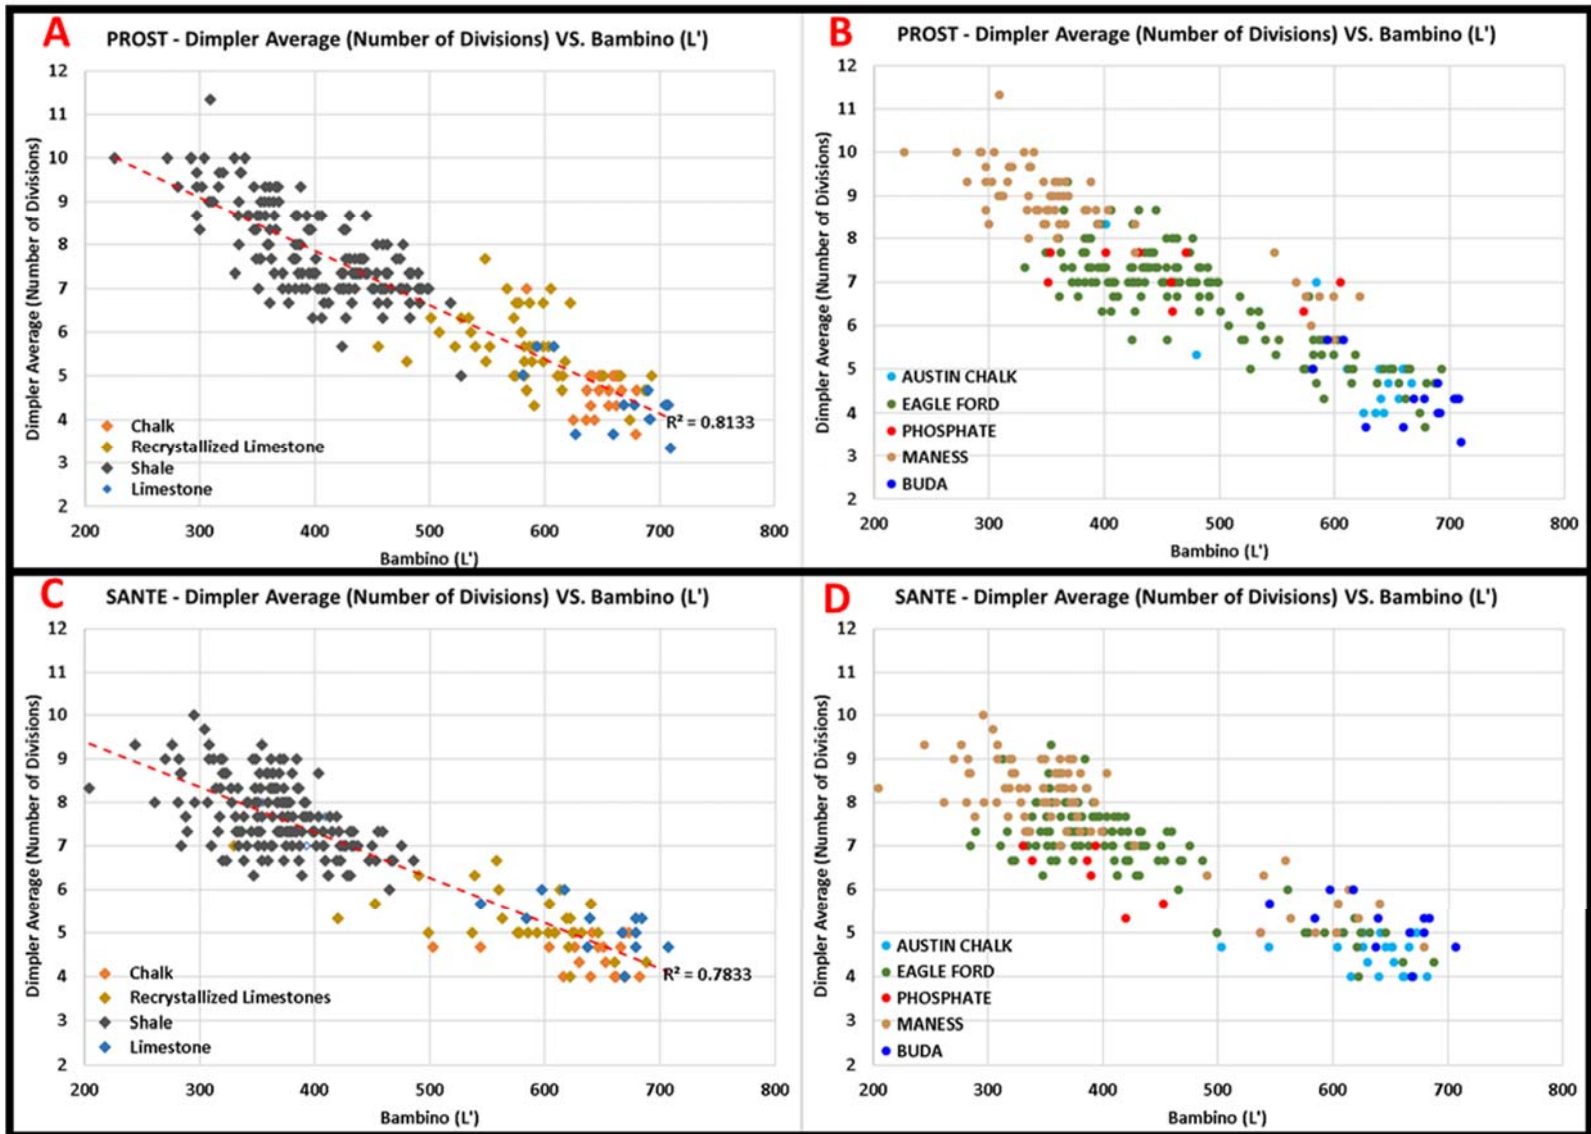 A
PROST - Dimpler Average (Number of Divisions) VS. Bambino (L')
Dimpler Average (Number of Divisions)
12
11
10
9
8
7
6
5
4
3
2
Chalk
Recrystallized Limestone
Shale
Limestone
R² = 0.8133
200 300 400 500 600 700 800
Bambino (L')
B
PROST - Dimpler Average (Number of Divisions) VS. Bambino (L')
Dimpler Average (Number of Divisions)
12
11
10
9
8
7
6
5
4
3
2
AUSTIN CHALK
EAGLE FORD
PHOSPHATE
MANESS
BUDA
200 300 400 500 600 700 800
Bambino (L')
C
SANTE - Dimpler Average (Number of Divisions) VS. Bambino (L')
Dimpler Average (Number of Divisions)
12
11
10
9
8
7
6
5
4
3
2
Chalk
Recrystallized Limestones
Shale
Limestone
R² = 0.7833
200 300 400 500 600 700 800
Bambino (L')
D
SANTE - Dimpler Average (Number of Divisions) VS. Bambino (L')
Dimpler Average (Number of Divisions)
12
11
10
9
8
7
6
5
4
3
2
AUSTIN CHALK
EAGLE FORD
PHOSPHATE
MANESS
BUDA
200 300 400 500 600 700 800
Bambino (L')